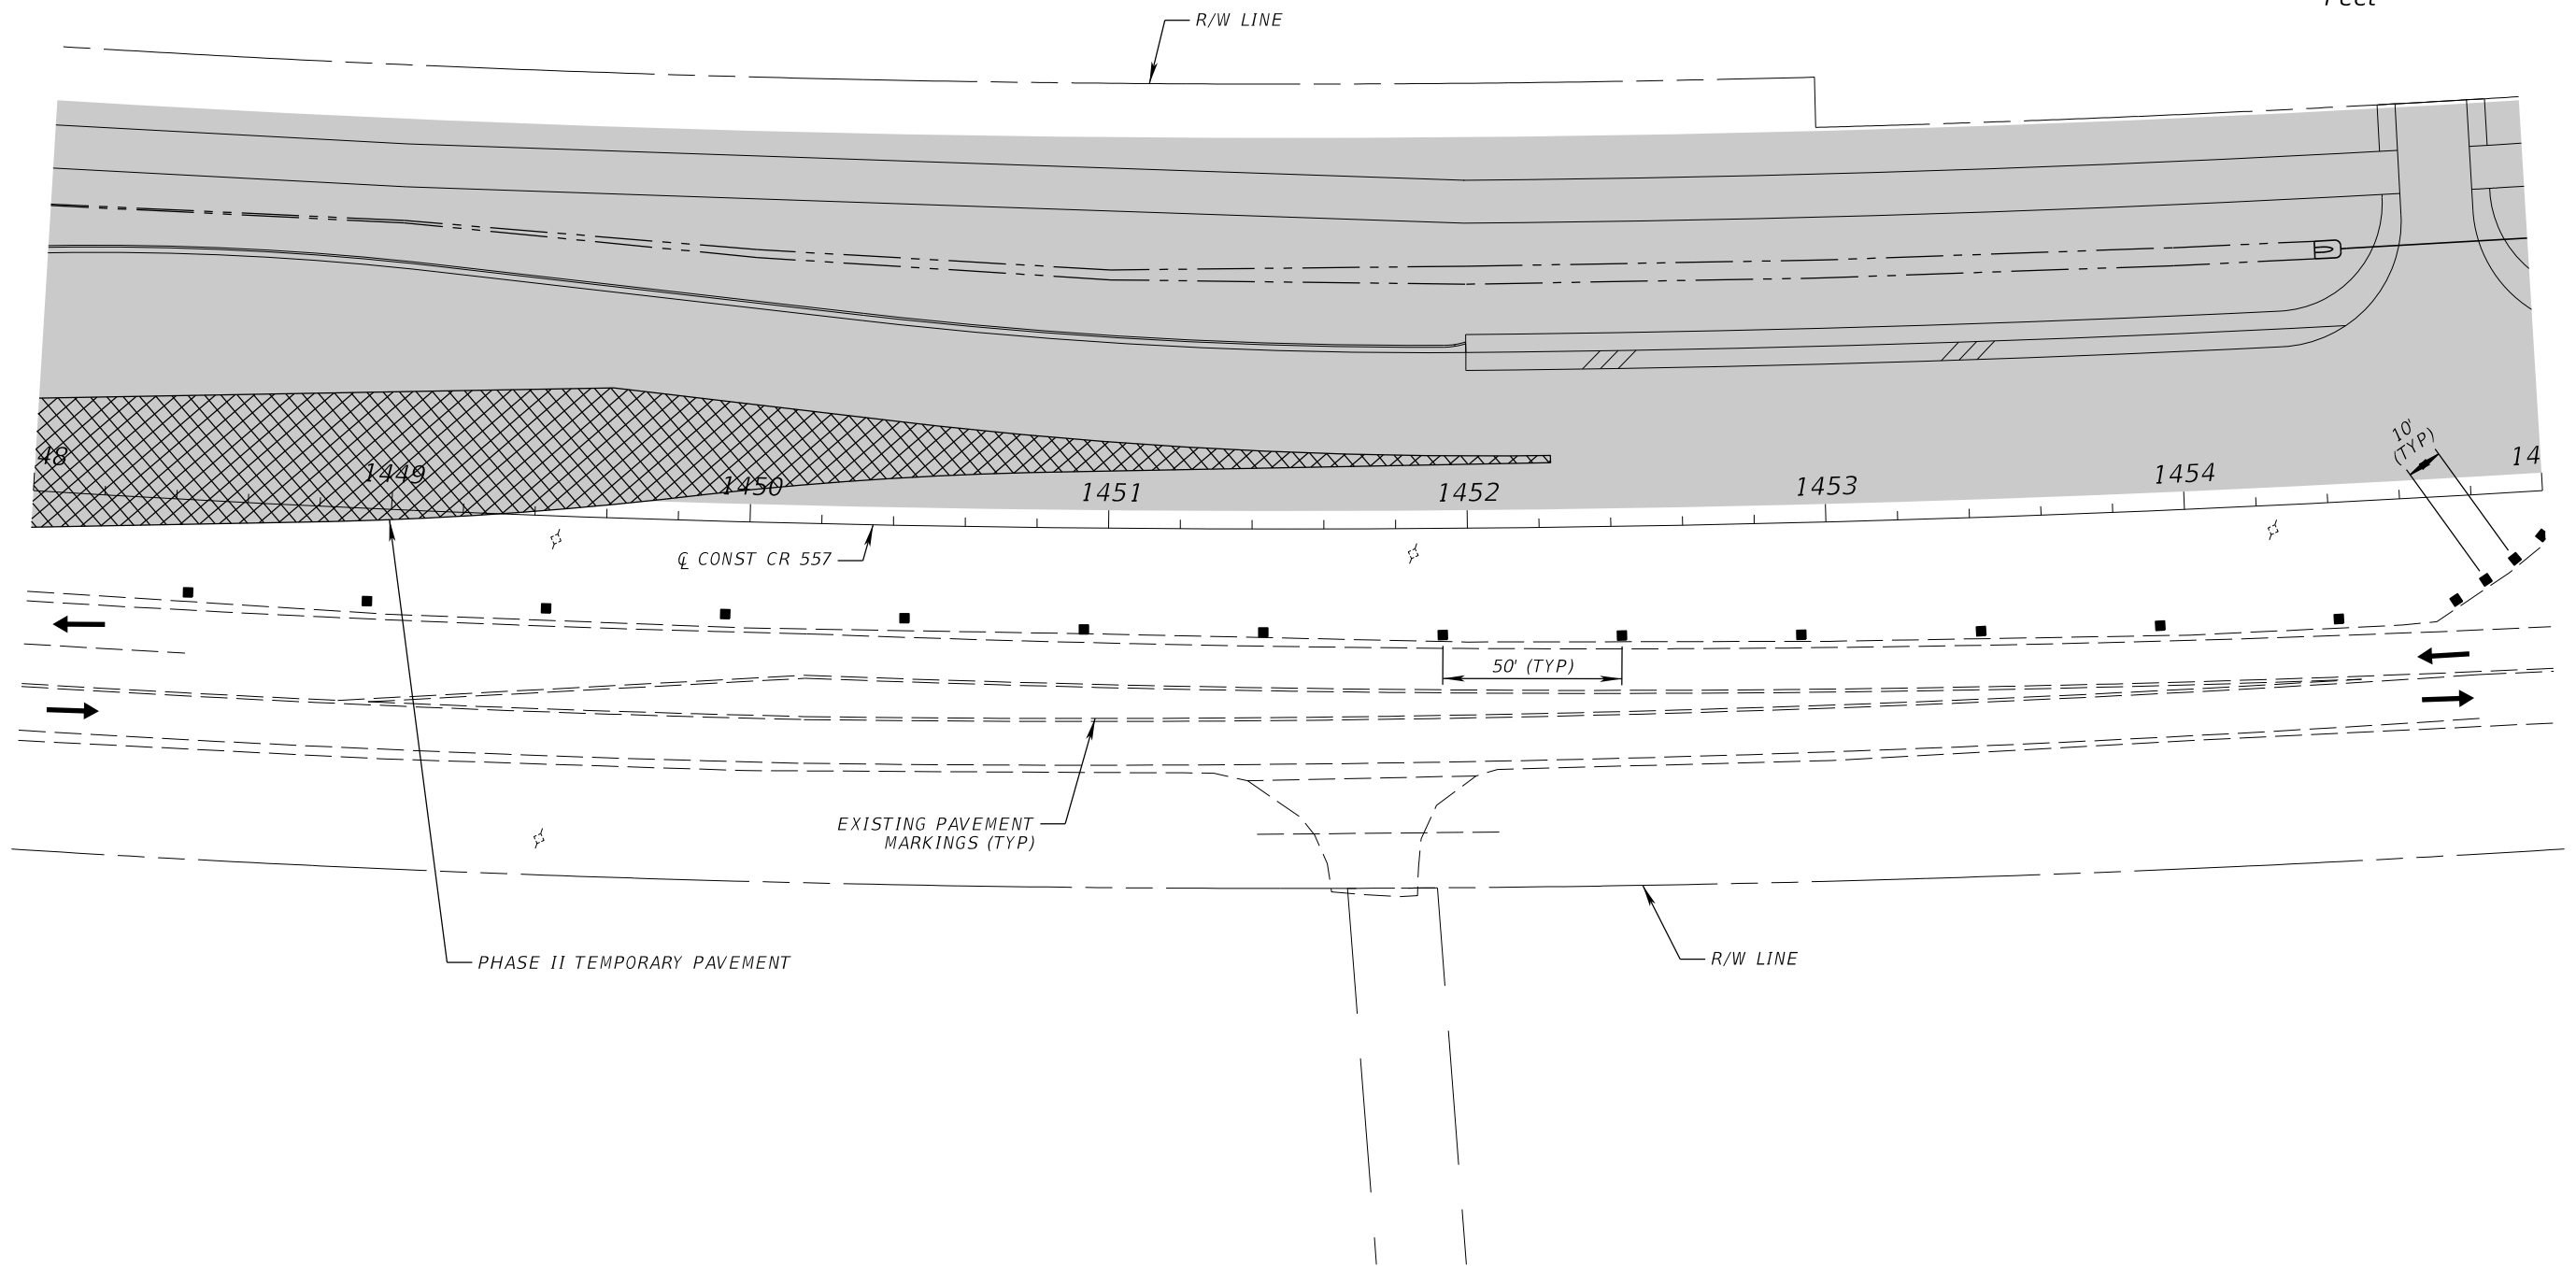 Feet
R/W LINE
10'
(TYP)
48
1449
1450
1451
1452
1453
1454
14
℄ CONST CR 557
50' (TYP)
EXISTING PAVEMENT
MARKINGS (TYP)
PHASE II TEMPORARY PAVEMENT
R/W LINE